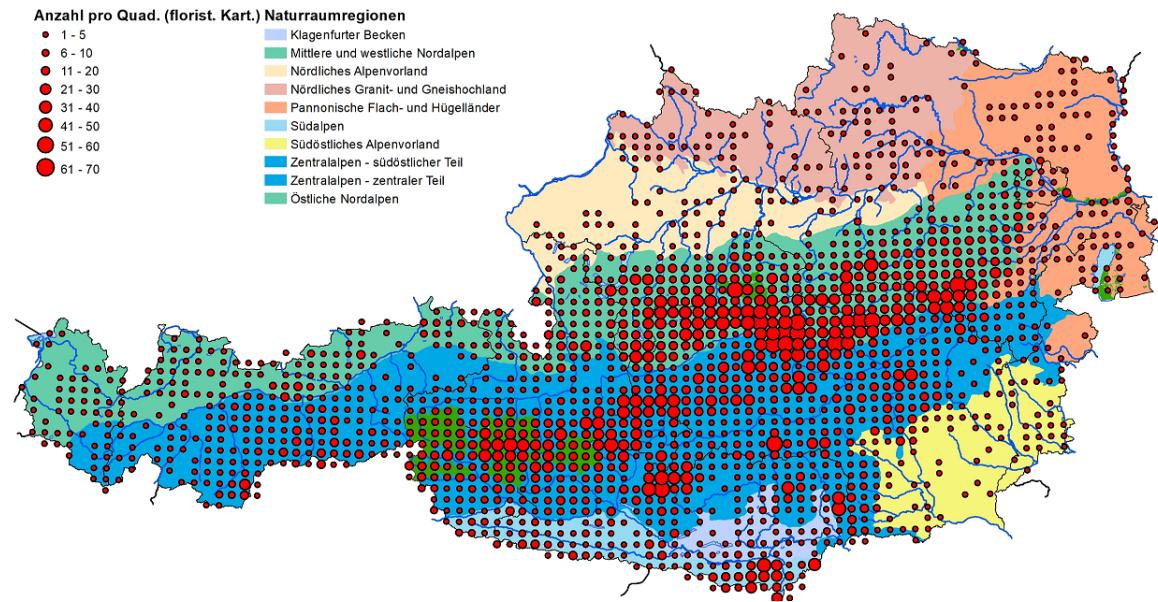 Anzahl pro Quad. (florist. Kart.)
1 - 5
6 - 10
11 - 20
21 - 30
31 - 40
41 - 50
51 - 60
61 - 70
Naturraumregionen
Klagenfurter Becken
Mittlere und westliche Nordalpen
Nördliches Alpenvorland
Nördliches Granit- und Gneishochland
Pannonische Flach- und Hügelländer
Südalpen
Südöstliches Alpenvorland
Zentralalpen - südöstlicher Teil
Zentralalpen - zentraler Teil
Östliche Nordalpen